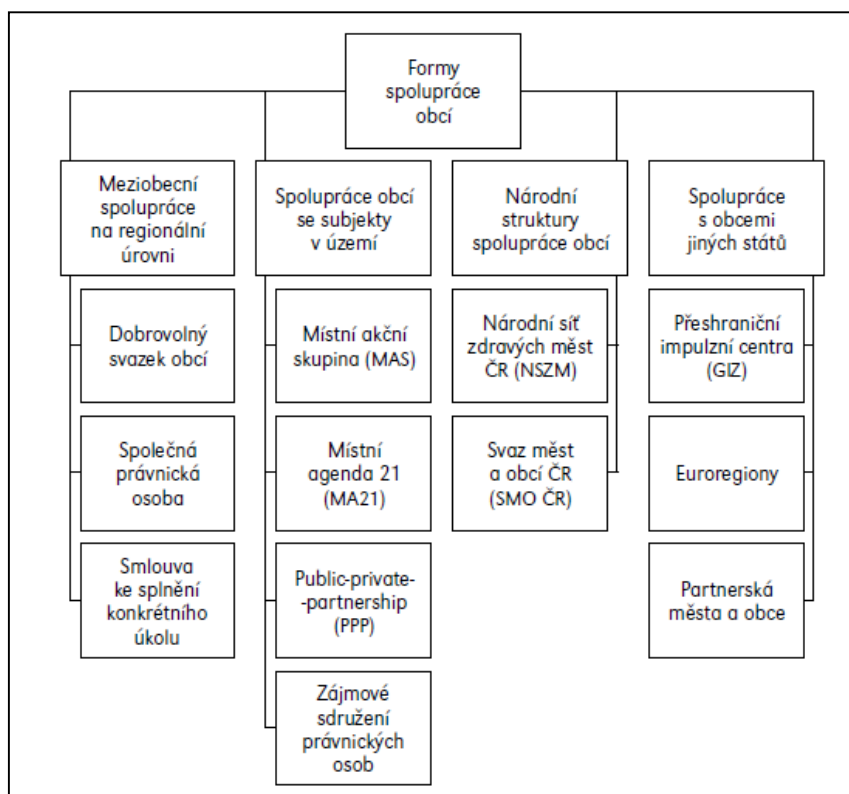 Formy
spolupráce
obcí
Meziobecní
spolupráce
na regionální
úrovni
Dobrovolný
svazek obcí
Společná
právnická
osoba
Smlouva
ke splnění
konkrétního
úkolu
Spolupráce obcí
se subjekty
v území
Místní akční
skupina (MAS)
Místní
agenda 21
(MA21)
Public-private-
-partnership
(PPP)
Zájmové
sdružení
právnických
osob
Národní
struktury
spolupráce obcí
Národní síť
zdravých měst
ČR (NSZM)
Svaz měst
a obcí ČR
(SMO ČR)
Spolupráce
s obcemi
jiných států
Přeshraniční
impulzní centra
(GIZ)
Euroregiony
Partnerská
města a obce